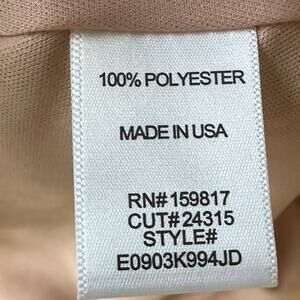 100% POLYESTER
MADE IN USA
RN# 159817
CUT# 24315
STYLE#
E0903K994JD